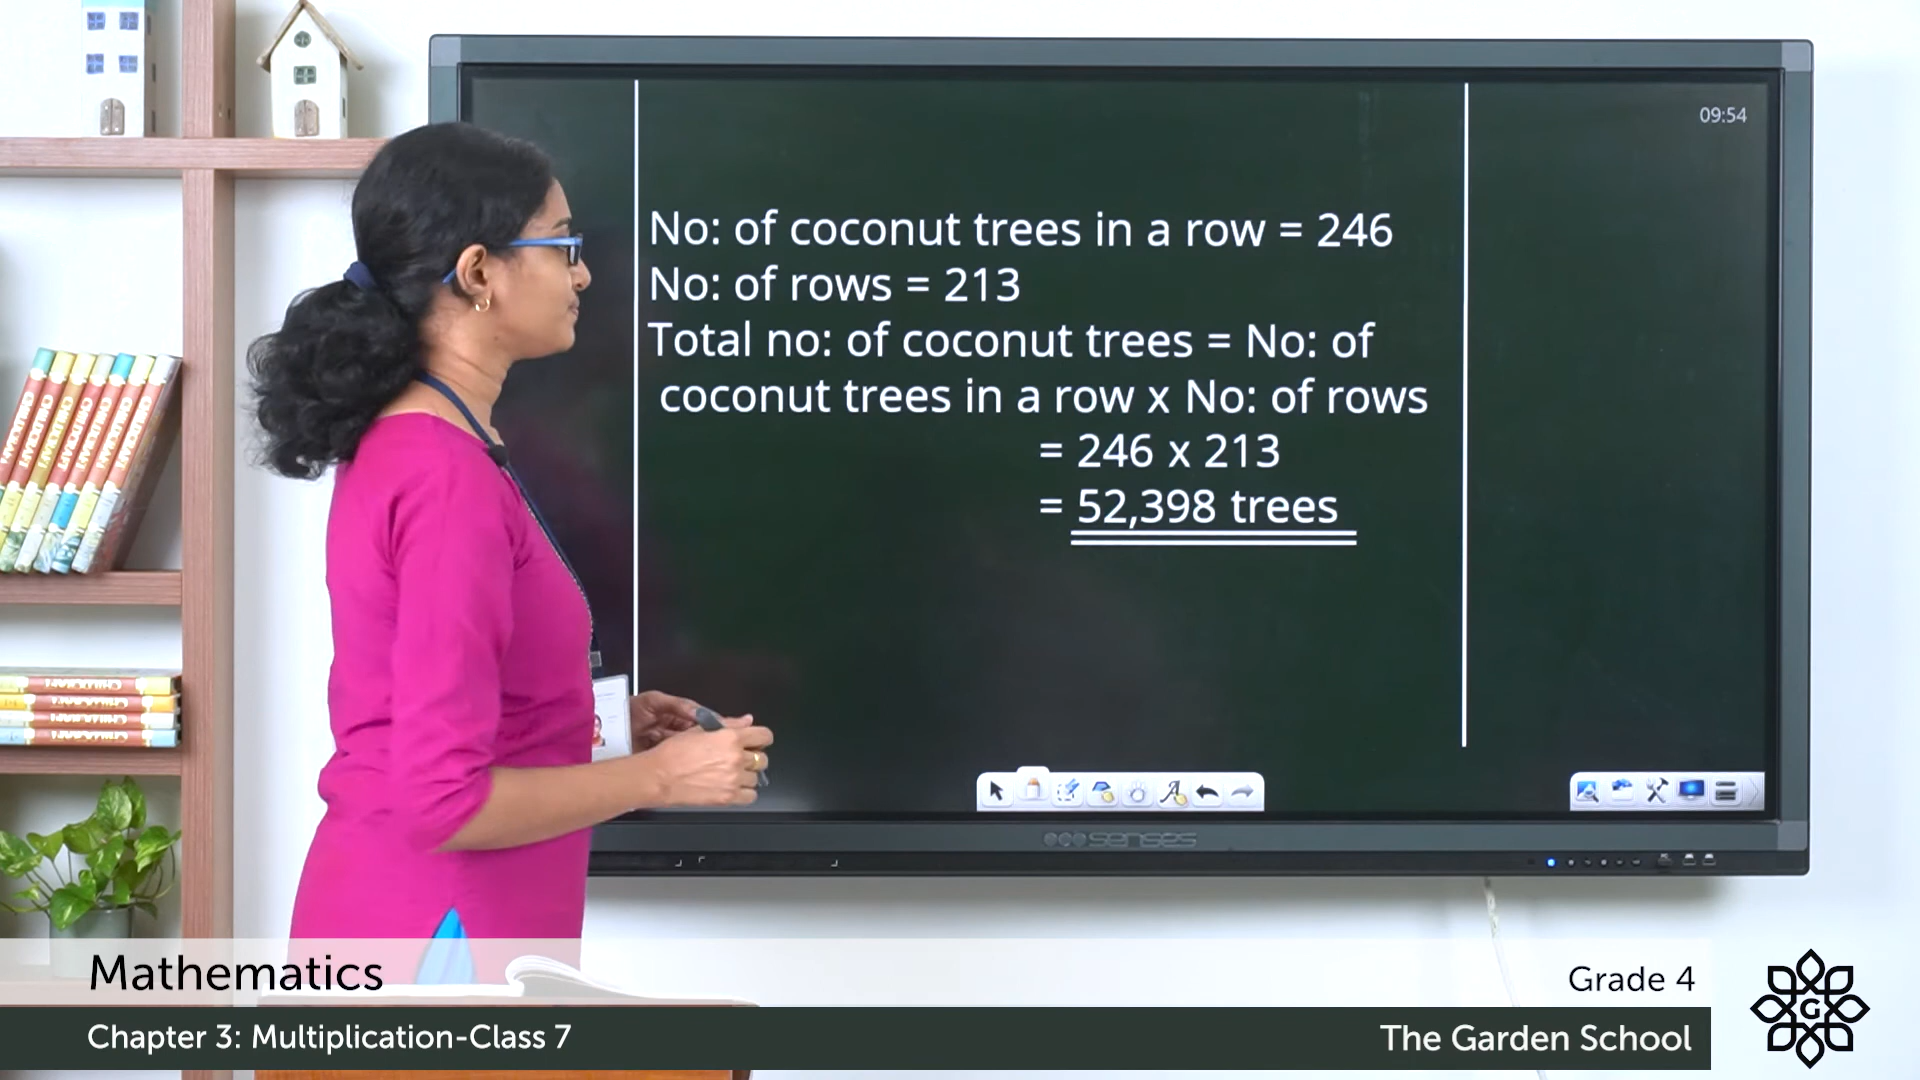 09:54
No: of coconut trees in a row = 246
No: of rows = 213
Total no: of coconut trees = No: of
coconut trees in a row x No: of rows
= 246 x 213
= 52,398 trees
ecosenses
Mathematics
Grade 4
Chapter 3: Multiplication-Class 7
The Garden School
G